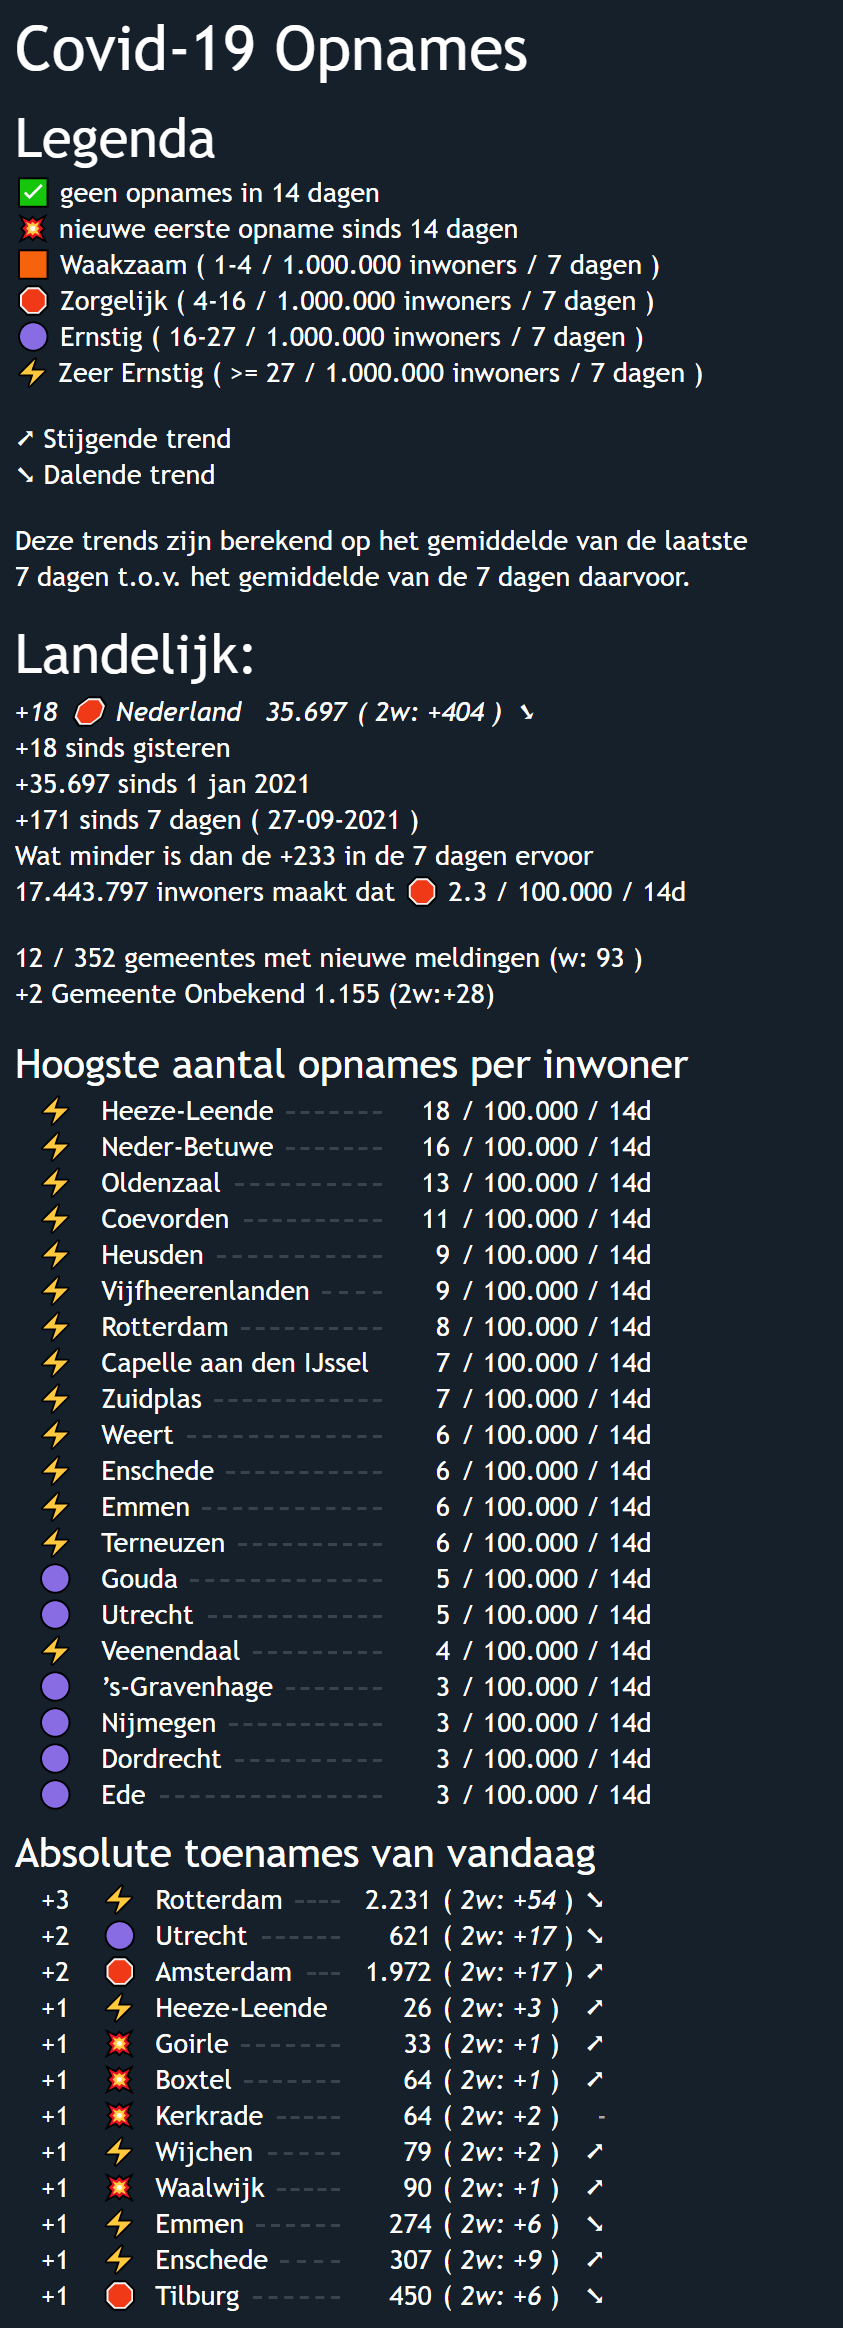 Covid-19 Opnames
Legenda
✅ geen opnames in 14 dagen
💥 nieuwe eerste opname sinds 14 dagen
🟧 Waakzaam ( 1-4 / 1.000.000 inwoners / 7 dagen )
🛑 Zorgelijk ( 4-16 / 1.000.000 inwoners / 7 dagen )
🟣 Ernstig ( 16-27 / 1.000.000 inwoners / 7 dagen )
⚡ Zeer Ernstig ( >= 27 / 1.000.000 inwoners / 7 dagen )
➚ Stijgende trend
➘ Dalende trend
Deze trends zijn berekend op het gemiddelde van de laatste
7 dagen t.o.v. het gemiddelde van de 7 dagen daarvoor.
Landelijk:
+18 🛑 Nederland 35.697 ( 2w: +404 ) ➘
+18 sinds gisteren
+35.697 sinds 1 jan 2021
+171 sinds 7 dagen ( 27-09-2021 )
Wat minder is dan de +233 in de 7 dagen ervoor
17.443.797 inwoners maakt dat 🛑 2.3 / 100.000 / 14d
12 / 352 gemeentes met nieuwe meldingen (w: 93 )
+2 Gemeente Onbekend 1.155 (2w:+28)
Hoogste aantal opnames per inwoner
⚡ Heeze-Leende ------- 18 / 100.000 / 14d
⚡ Neder-Betuwe ------- 16 / 100.000 / 14d
⚡ Oldenzaal ---------- 13 / 100.000 / 14d
⚡ Coevorden ---------- 11 / 100.000 / 14d
⚡ Heusden ------------ 9 / 100.000 / 14d
⚡ Vijfheerenlanden ---- 9 / 100.000 / 14d
⚡ Rotterdam ---------- 8 / 100.000 / 14d
⚡ Capelle aan den IJssel 7 / 100.000 / 14d
⚡ Zuidplas ------------ 7 / 100.000 / 14d
⚡ Weert -------------- 6 / 100.000 / 14d
⚡ Enschede ----------- 6 / 100.000 / 14d
⚡ Emmen ------------- 6 / 100.000 / 14d
⚡ Terneuzen ---------- 6 / 100.000 / 14d
🟣 Gouda -------------- 5 / 100.000 / 14d
🟣 Utrecht ------------- 5 / 100.000 / 14d
⚡ Veenendaal --------- 4 / 100.000 / 14d
🟣 ’s-Gravenhage ------- 3 / 100.000 / 14d
🟣 Nijmegen ----------- 3 / 100.000 / 14d
🟣 Dordrecht ---------- 3 / 100.000 / 14d
🟣 Ede ---------------- 3 / 100.000 / 14d
Absolute toenames van vandaag
+3 ⚡ Rotterdam ---- 2.231 ( 2w: +54 ) ➘
+2 🟣 Utrecht ------ 621 ( 2w: +17 ) ➘
+2 🛑 Amsterdam --- 1.972 ( 2w: +17 ) ➚
+1 ⚡ Heeze-Leende 26 ( 2w: +3 ) ➚
+1 💥 Goirle ------- 33 ( 2w: +1 ) ➚
+1 💥 Boxtel ------- 64 ( 2w: +1 ) ➚
+1 💥 Kerkrade ----- 64 ( 2w: +2 ) -
+1 ⚡ Wijchen ----- 79 ( 2w: +2 ) ➚
+1 💥 Waalwijk ----- 90 ( 2w: +1 ) ➚
+1 ⚡ Emmen ------ 274 ( 2w: +6 ) ➘
+1 ⚡ Enschede ---- 307 ( 2w: +9 ) ➚
+1 🛑 Tilburg ------ 450 ( 2w: +6 ) ➘